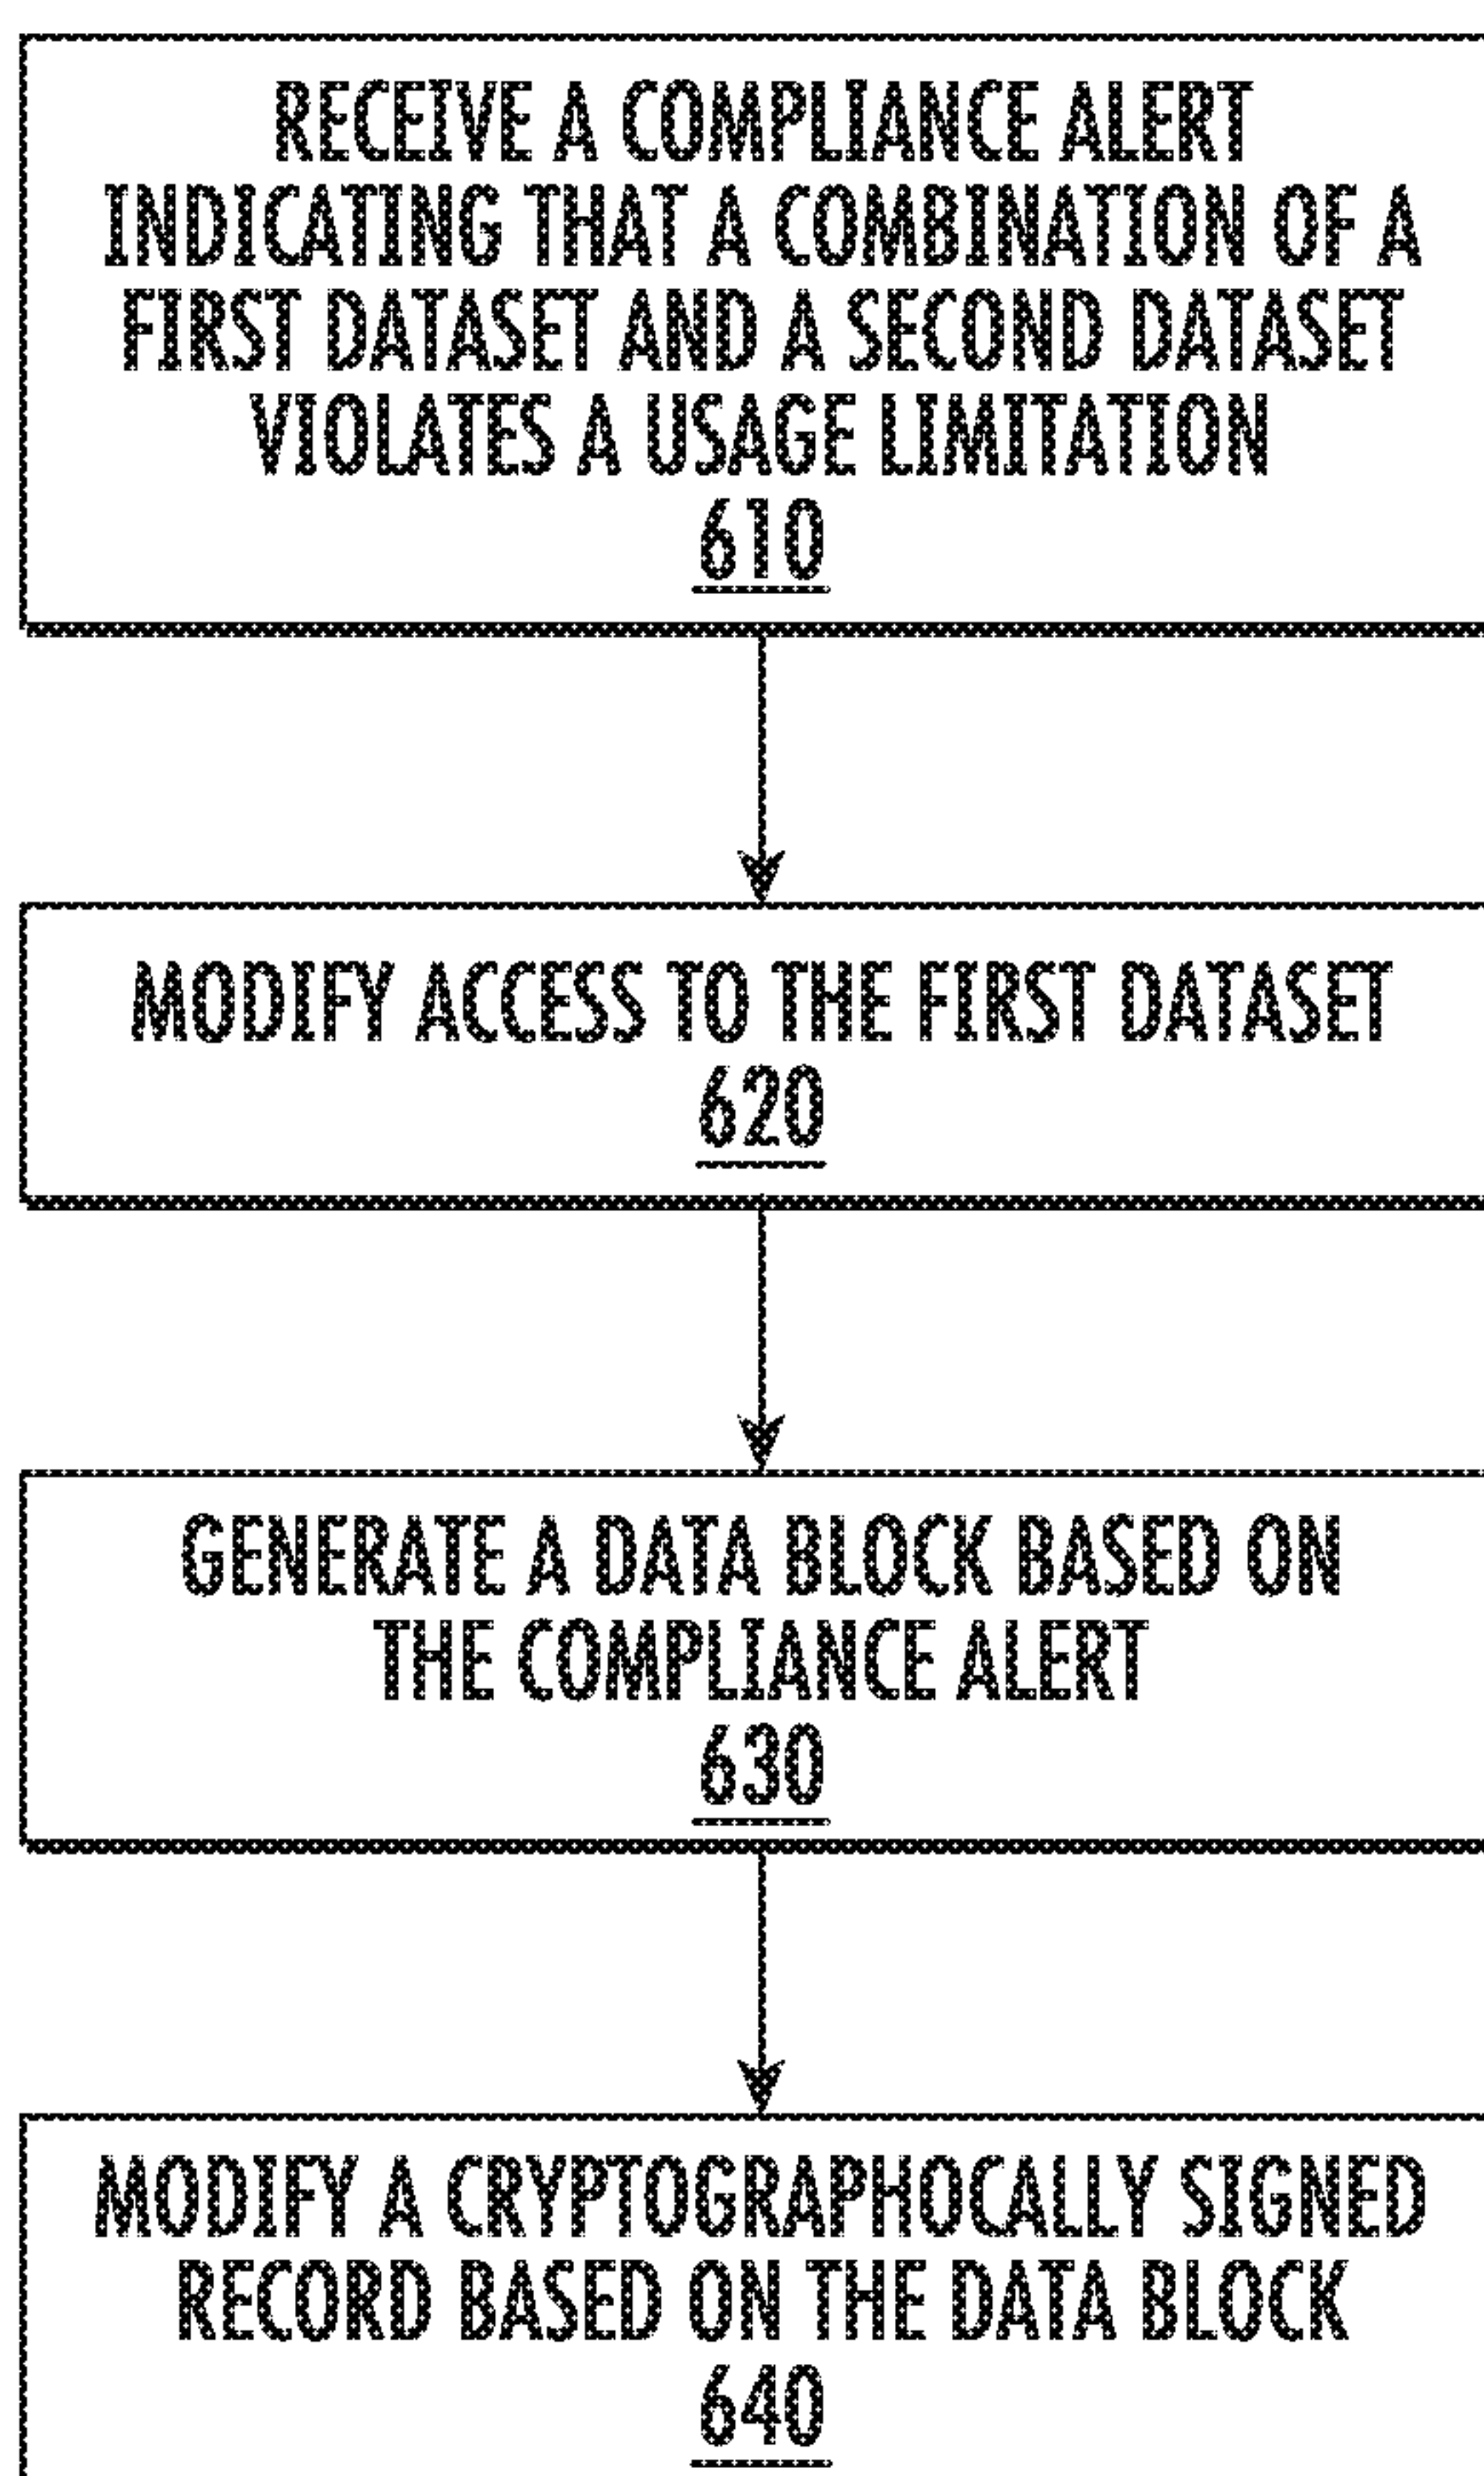 RECEIVE A COMPLIANCE ALERT
INDICATING THAT A COMBINATION OF A
FIRST DATASET AND A SECOND DATASET
VIOLATES A USAGE LIMITATION
610
MODIFY ACCESS TO THE FIRST DATASET
620
GENERATE A DATA BLOCK BASED ON
THE COMPLIANCE ALERT
630
MODIFY A CRYPTOGRAPHOCALLY SIGNED
RECORD BASED ON THE DATA BLOCK
640